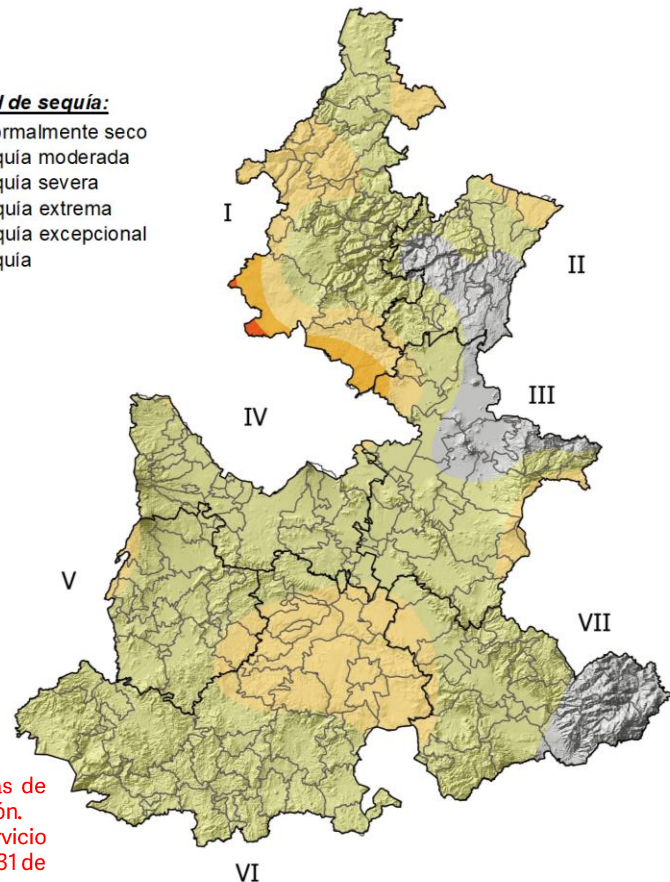 l de sequía:
ormalmente seco
quía moderada
quía severa
quía extrema
quía excepcional
quía
I
II
III
IV
V
VII
as de
ón.
rvicio
31 de
VI